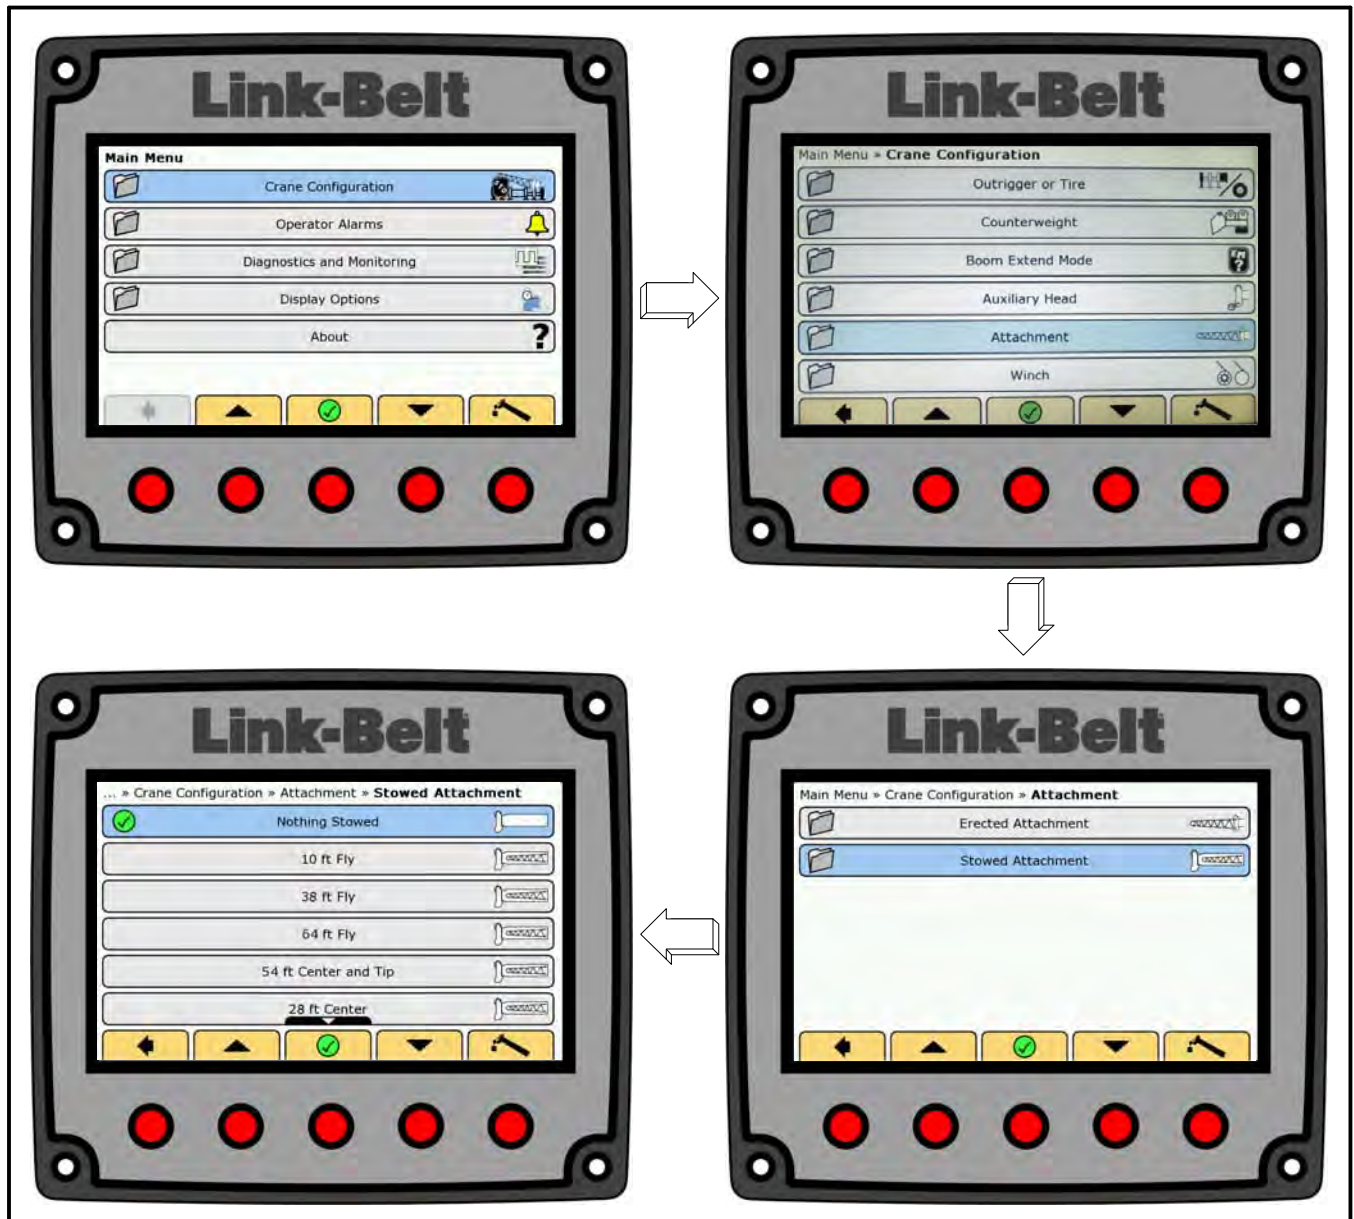 Link-Belt
Main Menu
Crane Configuration
Operator Alarms
Diagnostics and Monitoring
Display Options
About
?
Link-Belt
Main Menu » Crane Configuration
Outrigger or Tire
Counterweight
Boom Extend Mode
?
Auxiliary Head
Attachment
Winch
Link-Belt
... » Crane Configuration » Attachment » Stowed Attachment
Nothing Stowed
10 ft Fly
38 ft Fly
64 ft Fly
54 ft Center and Tip
28 ft Center
Link-Belt
Main Menu » Crane Configuration » Attachment
Erected Attachment
Stowed Attachment